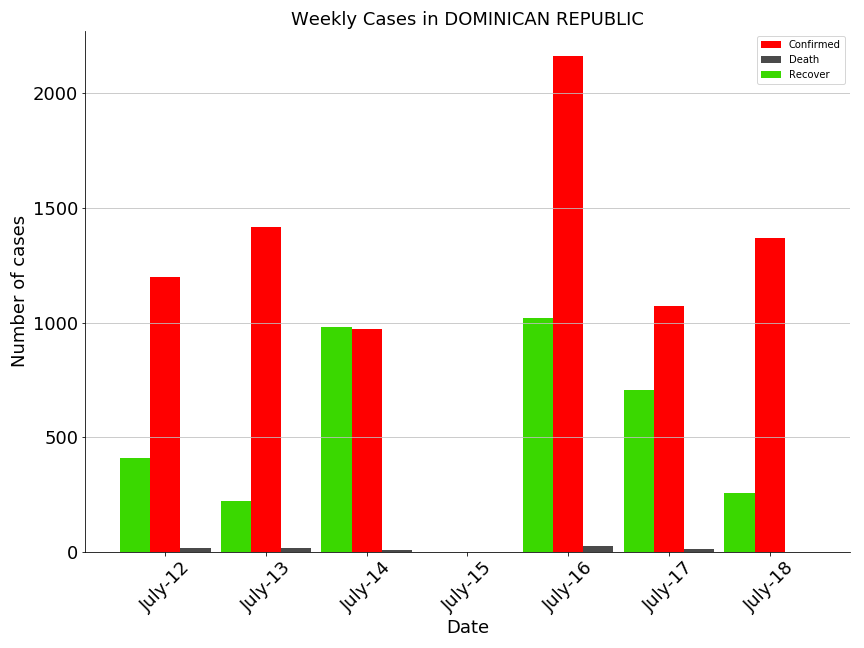 Weekly Cases in DOMINICAN REPUBLIC
Confirmed
Death
Recover
Number of cases
2000
1500
1000
500
0
July-12
July-13
July-14
July-15
July-16
July-17
July-18
Date